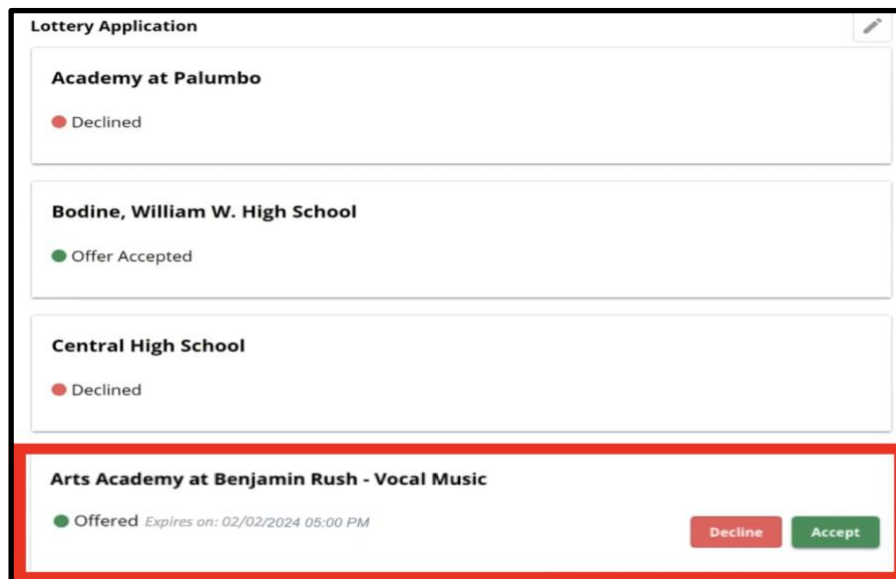 Lottery Application
Academy at Palumbo
Declined
Bodine, William W. High School
Offer Accepted
Central High School
Declined
Arts Academy at Benjamin Rush - Vocal Music
Offered Expires on: 02/02/2024 05:00 PM
Decline Accept